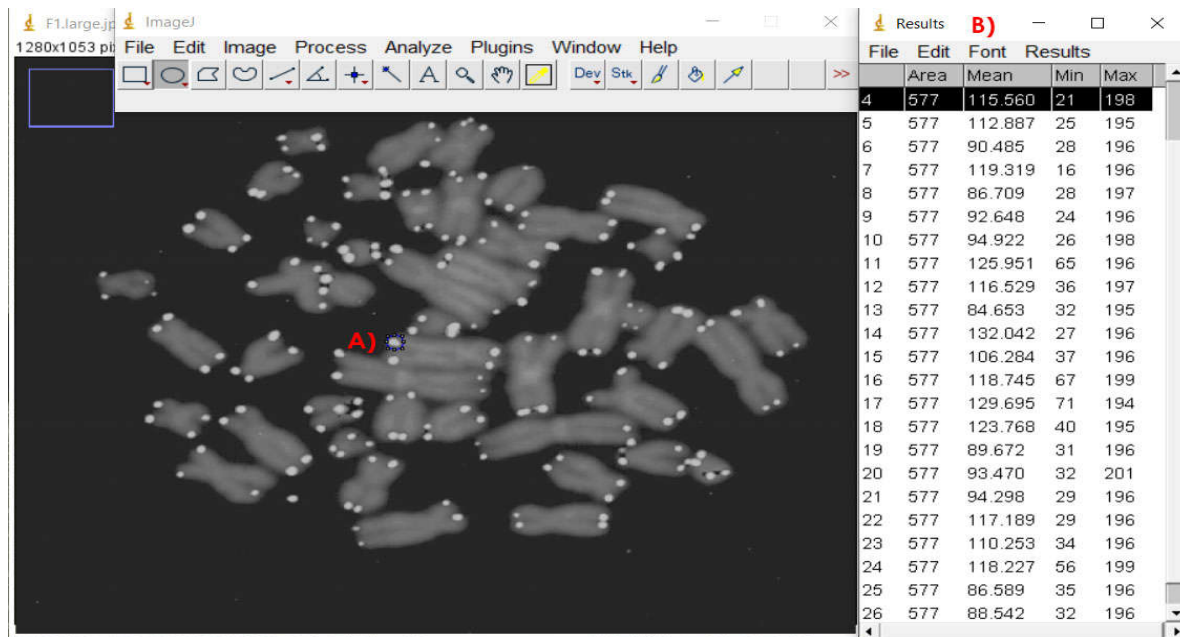 F1.large.jp
1280x1053 pi
ImageJ
File Edit Image Process Analyze Plugins Window Help
A Dev Stk >>
A)
Results B)
File Edit Font Results
Area Mean Min Max
4 577 115.560 21 198
5 577 112.887 25 195
6 577 90.485 28 196
7 577 119.319 16 196
8 577 86.709 28 197
9 577 92.648 24 196
10 577 94.922 26 198
11 577 125.951 65 196
12 577 116.529 36 197
13 577 84.653 32 195
14 577 132.042 27 196
15 577 106.284 37 196
16 577 118.745 67 199
17 577 129.695 71 194
18 577 123.768 40 195
19 577 89.672 31 196
20 577 93.470 32 201
21 577 94.298 29 196
22 577 117.189 29 196
23 577 110.253 34 196
24 577 118.227 56 199
25 577 86.589 35 196
26 577 88.542 32 196